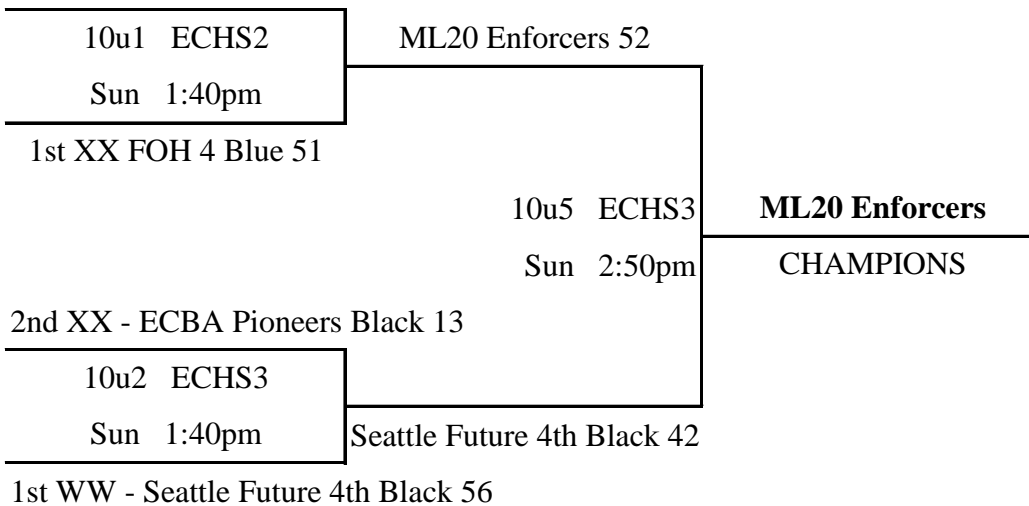 10u1 ECHS2 ML20 Enforcers 52
Sun 1:40pm
1st XX FOH 4 Blue 51
10u5 ECHS3 ML20 Enforcers
Sun 2:50pm CHAMPIONS
2nd XX - ECBA Pioneers Black 13
10u2 ECHS3
Sun 1:40pm Seattle Future 4th Black 42
1st WW - Seattle Future 4th Black 56